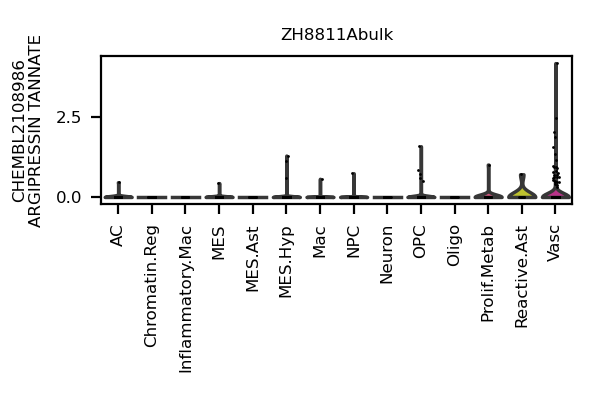 ZH8811Abulk
CHEMBL2108986
ARGIPRESSIN TANNATE
2.5
0.0
AC
Chromatin.Reg
Inflammatory.Mac
MES
MES.Ast
MES.Hyp
Mac
NPC
Neuron
OPC
Oligo
Prolif.Metab
Reactive.Ast
Vasc